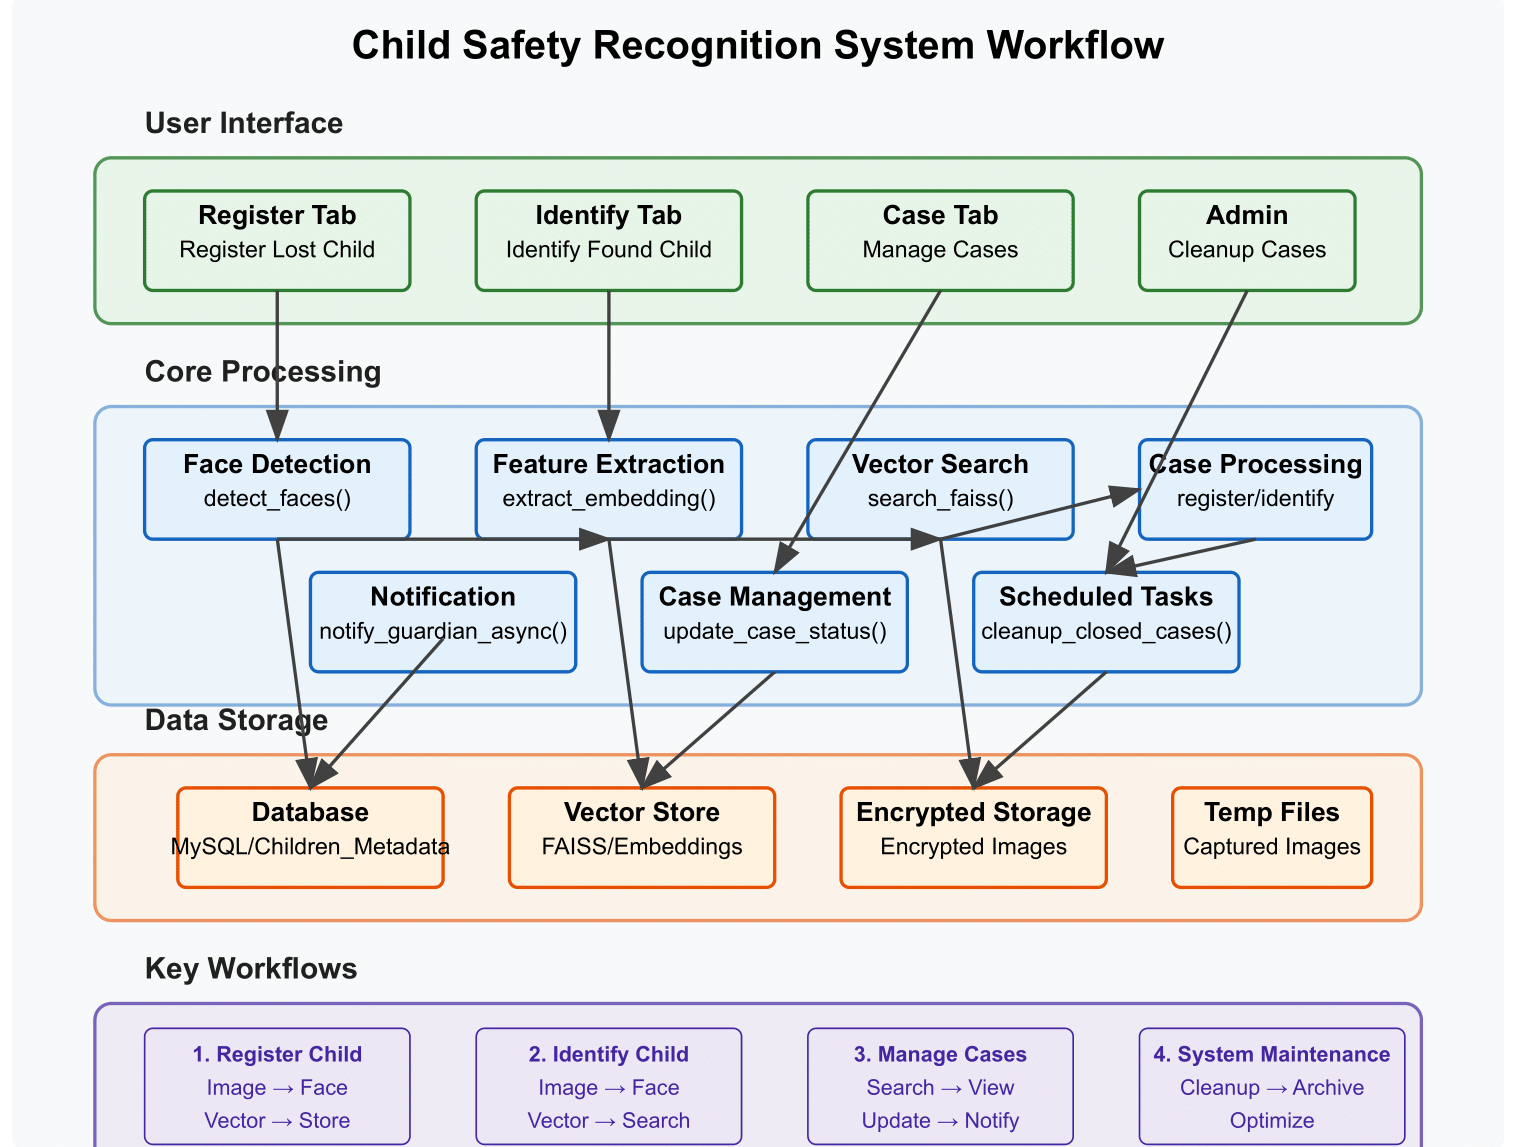 Child Safety Recognition System Workflow
User Interface
Register Tab
Register Lost Child
Identify Tab
Identify Found Child
Case Tab
Manage Cases
Admin
Cleanup Cases
Core Processing
Face Detection
detect_faces()
Feature Extraction
extract_embedding()
Vector Search
search_faiss()
Case Processing
register/identify
Notification
notify_guardian_async()
Case Management
update_case_status()
Scheduled Tasks
cleanup_closed_cases()
Data Storage
Database
MySQL/Children_Metadata
Vector Store
FAISS/Embeddings
Encrypted Storage
Encrypted Images
Temp Files
Captured Images
Key Workflows
1. Register Child
Image → Face
Vector → Store
2. Identify Child
Image → Face
Vector → Search
3. Manage Cases
Search → View
Update → Notify
4. System Maintenance
Cleanup → Archive
Optimize